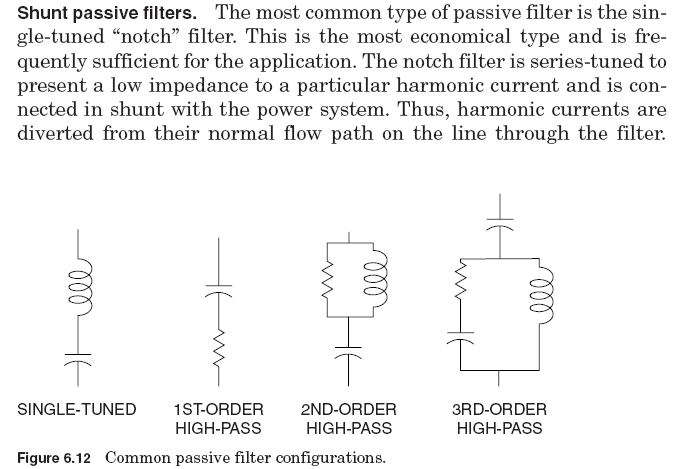 Shunt passive filters. The most common type of passive filter is the sin-
gle-tuned “notch” filter. This is the most economical type and is fre-
quently sufficient for the application. The notch filter is series-tuned to
present a low impedance to a particular harmonic current and is con-
nected in shunt with the power system. Thus, harmonic currents are
diverted from their normal flow path on the line through the filter.
SINGLE-TUNED
1ST-ORDER
HIGH-PASS
2ND-ORDER
HIGH-PASS
3RD-ORDER
HIGH-PASS
Figure 6.12 Common passive filter configurations.